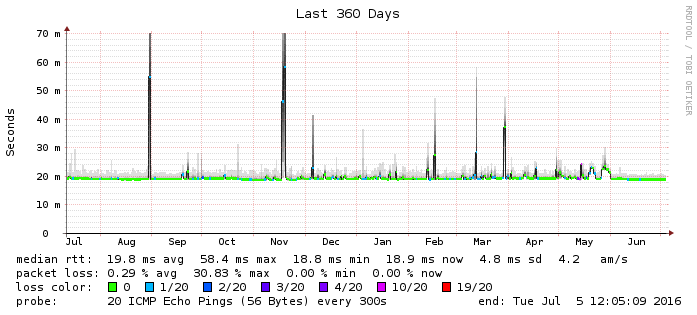 Last 360 Days
RRDTOOL / TOBI OETIKER
Seconds
70 m
60 m
50 m
40 m
30 m
20 m
10 m
0
Jul Aug Sep Oct Nov Dec Jan Feb Mar Apr May Jun
median rtt: 19.8 ms avg 58.4 ms max 18.8 ms min 18.9 ms now 4.8 ms sd 4.2 am/s
packet loss: 0.29 % avg 30.83 % max 0.00 % min 0.00 % now
loss color: 0 1/20 2/20 3/20 4/20 10/20 19/20
probe: 20 ICMP Echo Pings (56 Bytes) every 300s end: Tue Jul 5 12:05:09 2016